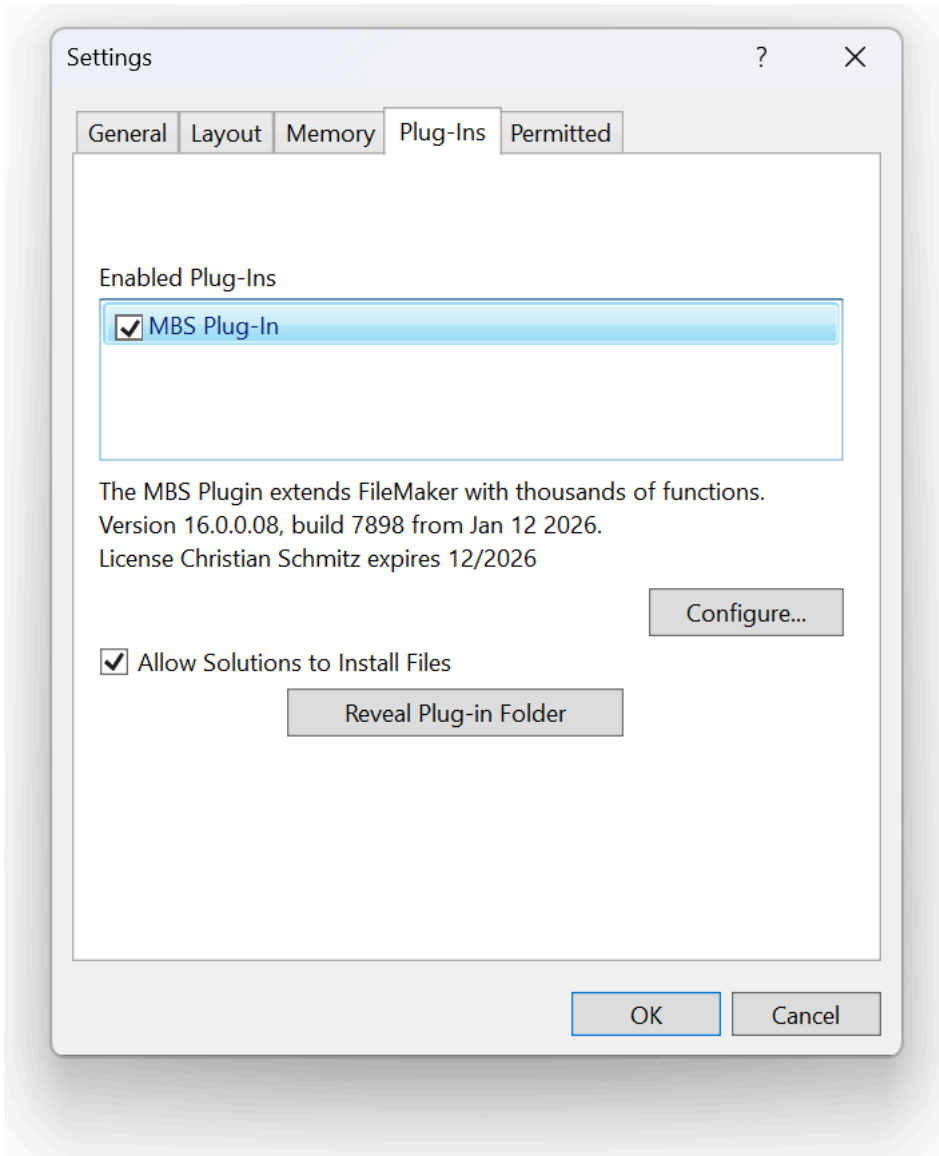 Settings
?
General
Layout
Memory
Plug-Ins
Permitted
Enabled Plug-Ins
MBS Plug-In
The MBS Plugin extends FileMaker with thousands of functions.
Version 16.0.0.08, build 7898 from Jan 12 2026.
License Christian Schmitz expires 12/2026
Configure...
Allow Solutions to Install Files
Reveal Plug-in Folder
OK
Cancel